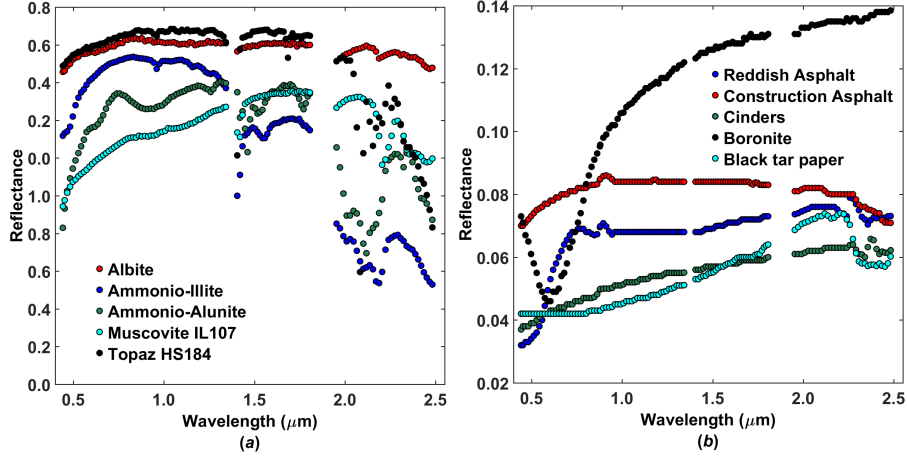 0.8
0.6
0.4
0.2
0.0
1.0
0.8
0.6
0.4
0.2
0.0
Reflectance
Albite
Ammonio-Illite
Ammonio-Alunite
Muscovite IL107
Topaz HS184
0.5 1.0 1.5 2.0 2.5
Wavelength (μm)
(a)
0.14
0.12
0.10
0.08
0.06
0.04
0.02
Reflectance
Reddish Asphalt
Construction Asphalt
Cinders
Boronite
Black tar paper
0.5 1.0 1.5 2.0 2.5
Wavelength (μm)
(b)